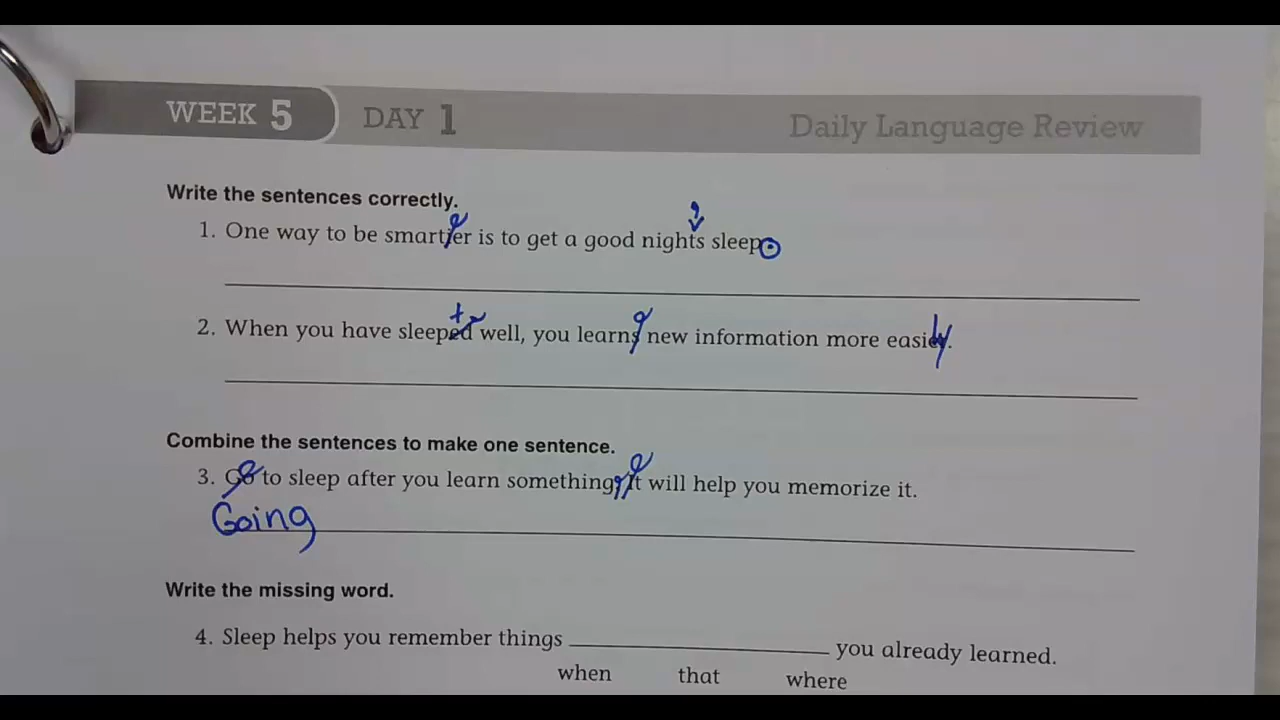 WEEK 5 DAY 1 Daily Language Review
Write the sentences correctly.
1. One way to be smartier is to get a good nights sleep.
2. When you have sleeped well, you learns new information more easily.
Combine the sentences to make one sentence.
3. Go to sleep after you learn something. It will help you memorize it.
Going
Write the missing word.
4. Sleep helps you remember things you already learned.
when that where